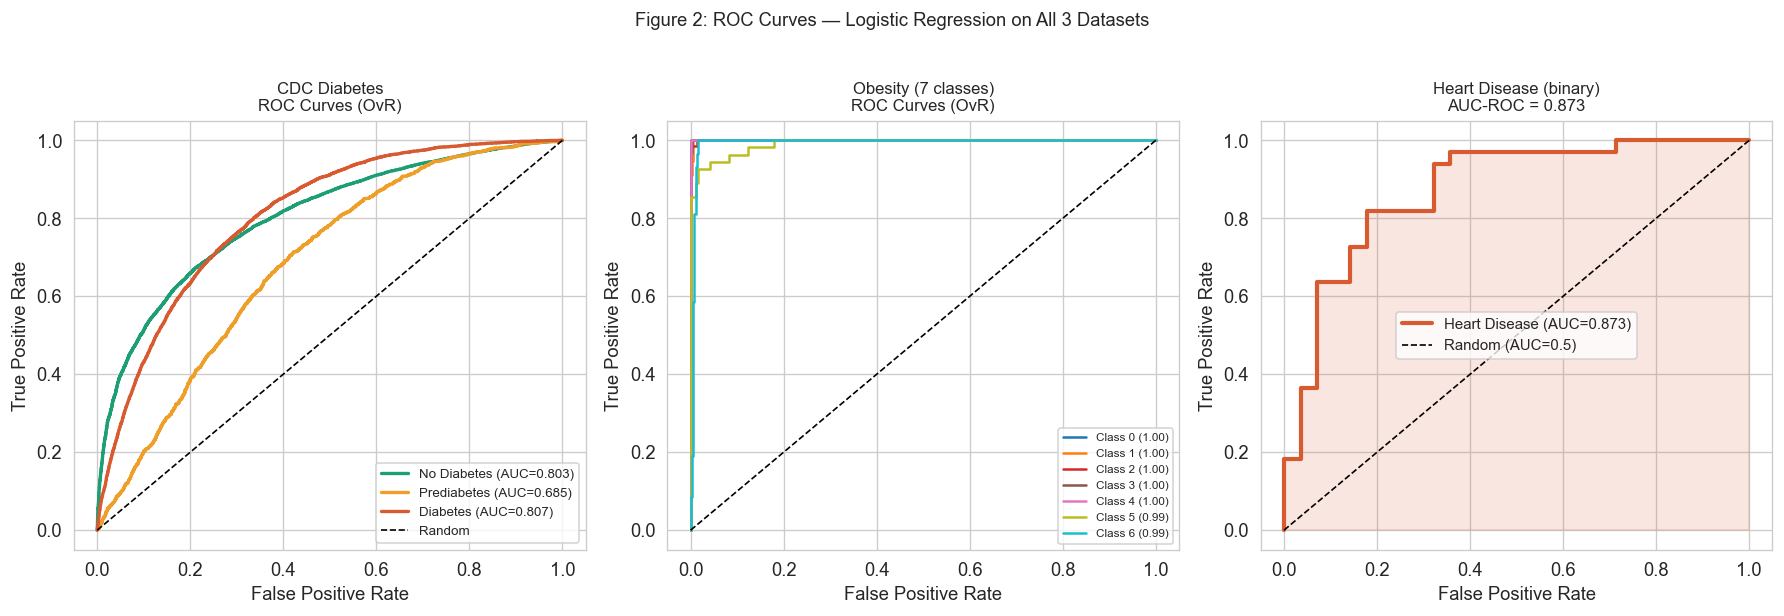 Figure 2: ROC Curves — Logistic Regression on All 3 Datasets
CDC Diabetes
ROC Curves (OvR)
True Positive Rate
1.0
0.8
0.6
0.4
0.2
0.0
No Diabetes (AUC=0.803)
Prediabetes (AUC=0.685)
Diabetes (AUC=0.807)
Random
0.0 0.2 0.4 0.6 0.8 1.0
False Positive Rate
Obesity (7 classes)
ROC Curves (OvR)
True Positive Rate
1.0
0.8
0.6
0.4
0.2
0.0
Class 0 (1.00)
Class 1 (1.00)
Class 2 (1.00)
Class 3 (1.00)
Class 4 (1.00)
Class 5 (0.99)
Class 6 (0.99)
0.0 0.2 0.4 0.6 0.8 1.0
False Positive Rate
Heart Disease (binary)
AUC-ROC = 0.873
True Positive Rate
1.0
0.8
0.6
0.4
0.2
0.0
Heart Disease (AUC=0.873)
Random (AUC=0.5)
0.0 0.2 0.4 0.6 0.8 1.0
False Positive Rate